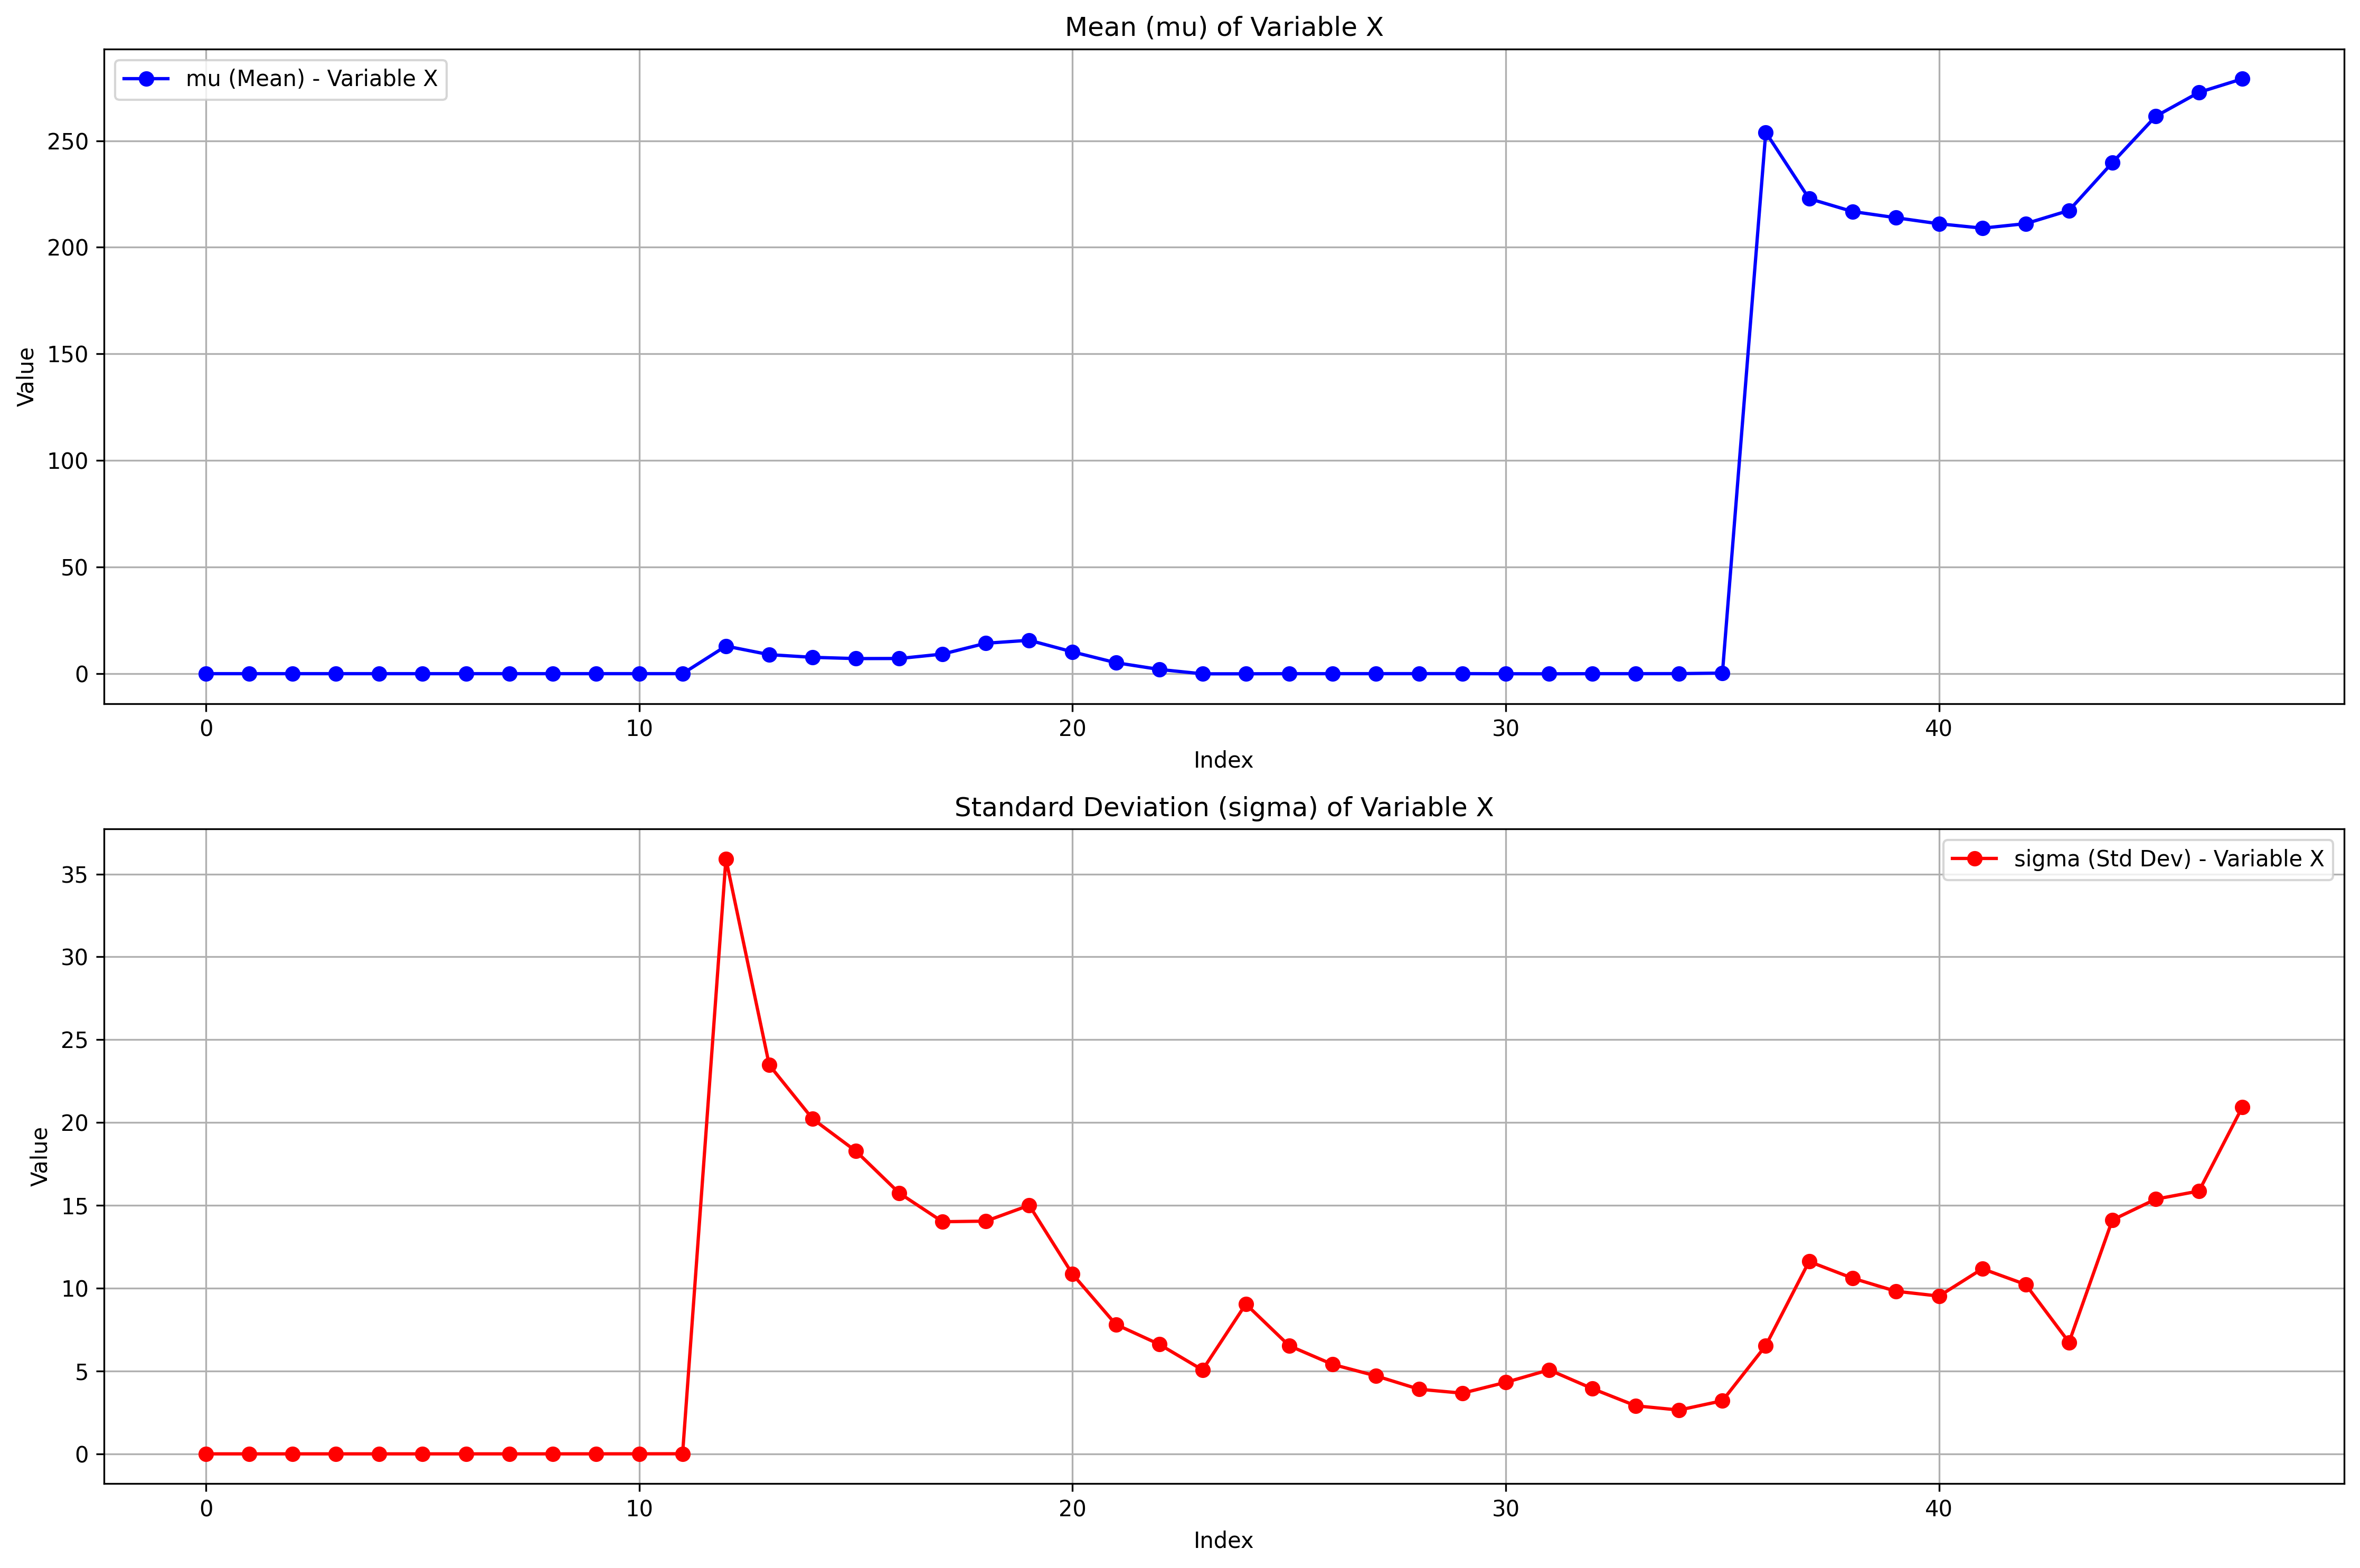 Mean (mu) of Variable X
mu (Mean) - Variable X
Value
250
200
150
100
50
0
0 10 20 30 40
Index
Standard Deviation (sigma) of Variable X
sigma (Std Dev) - Variable X
Value
35
30
25
20
15
10
5
0
0 10 20 30 40
Index